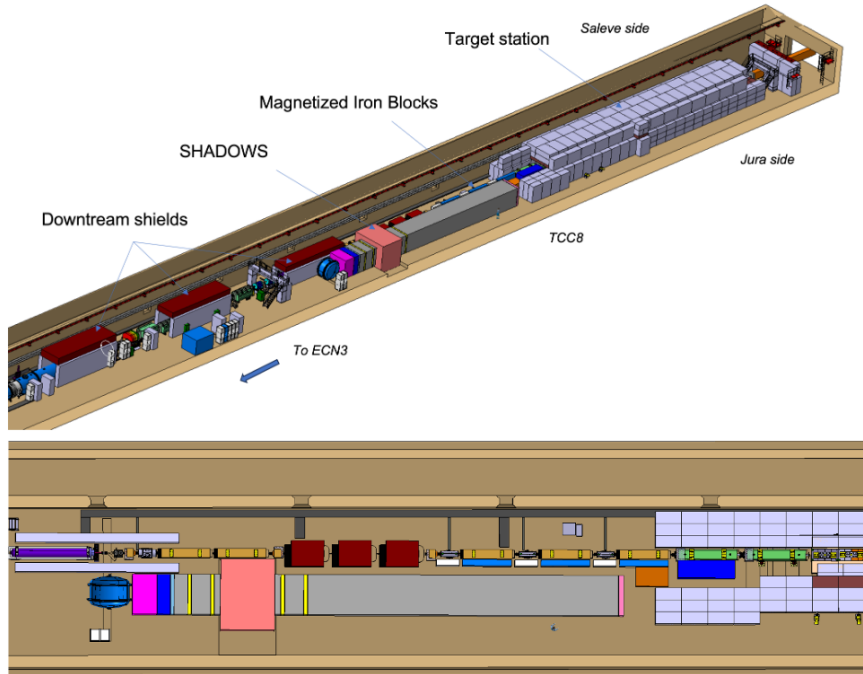 Target station
Saleve side
Magnetized Iron Blocks
SHADOWS
Jura side
Downtream shields
TCC8
To ECN3